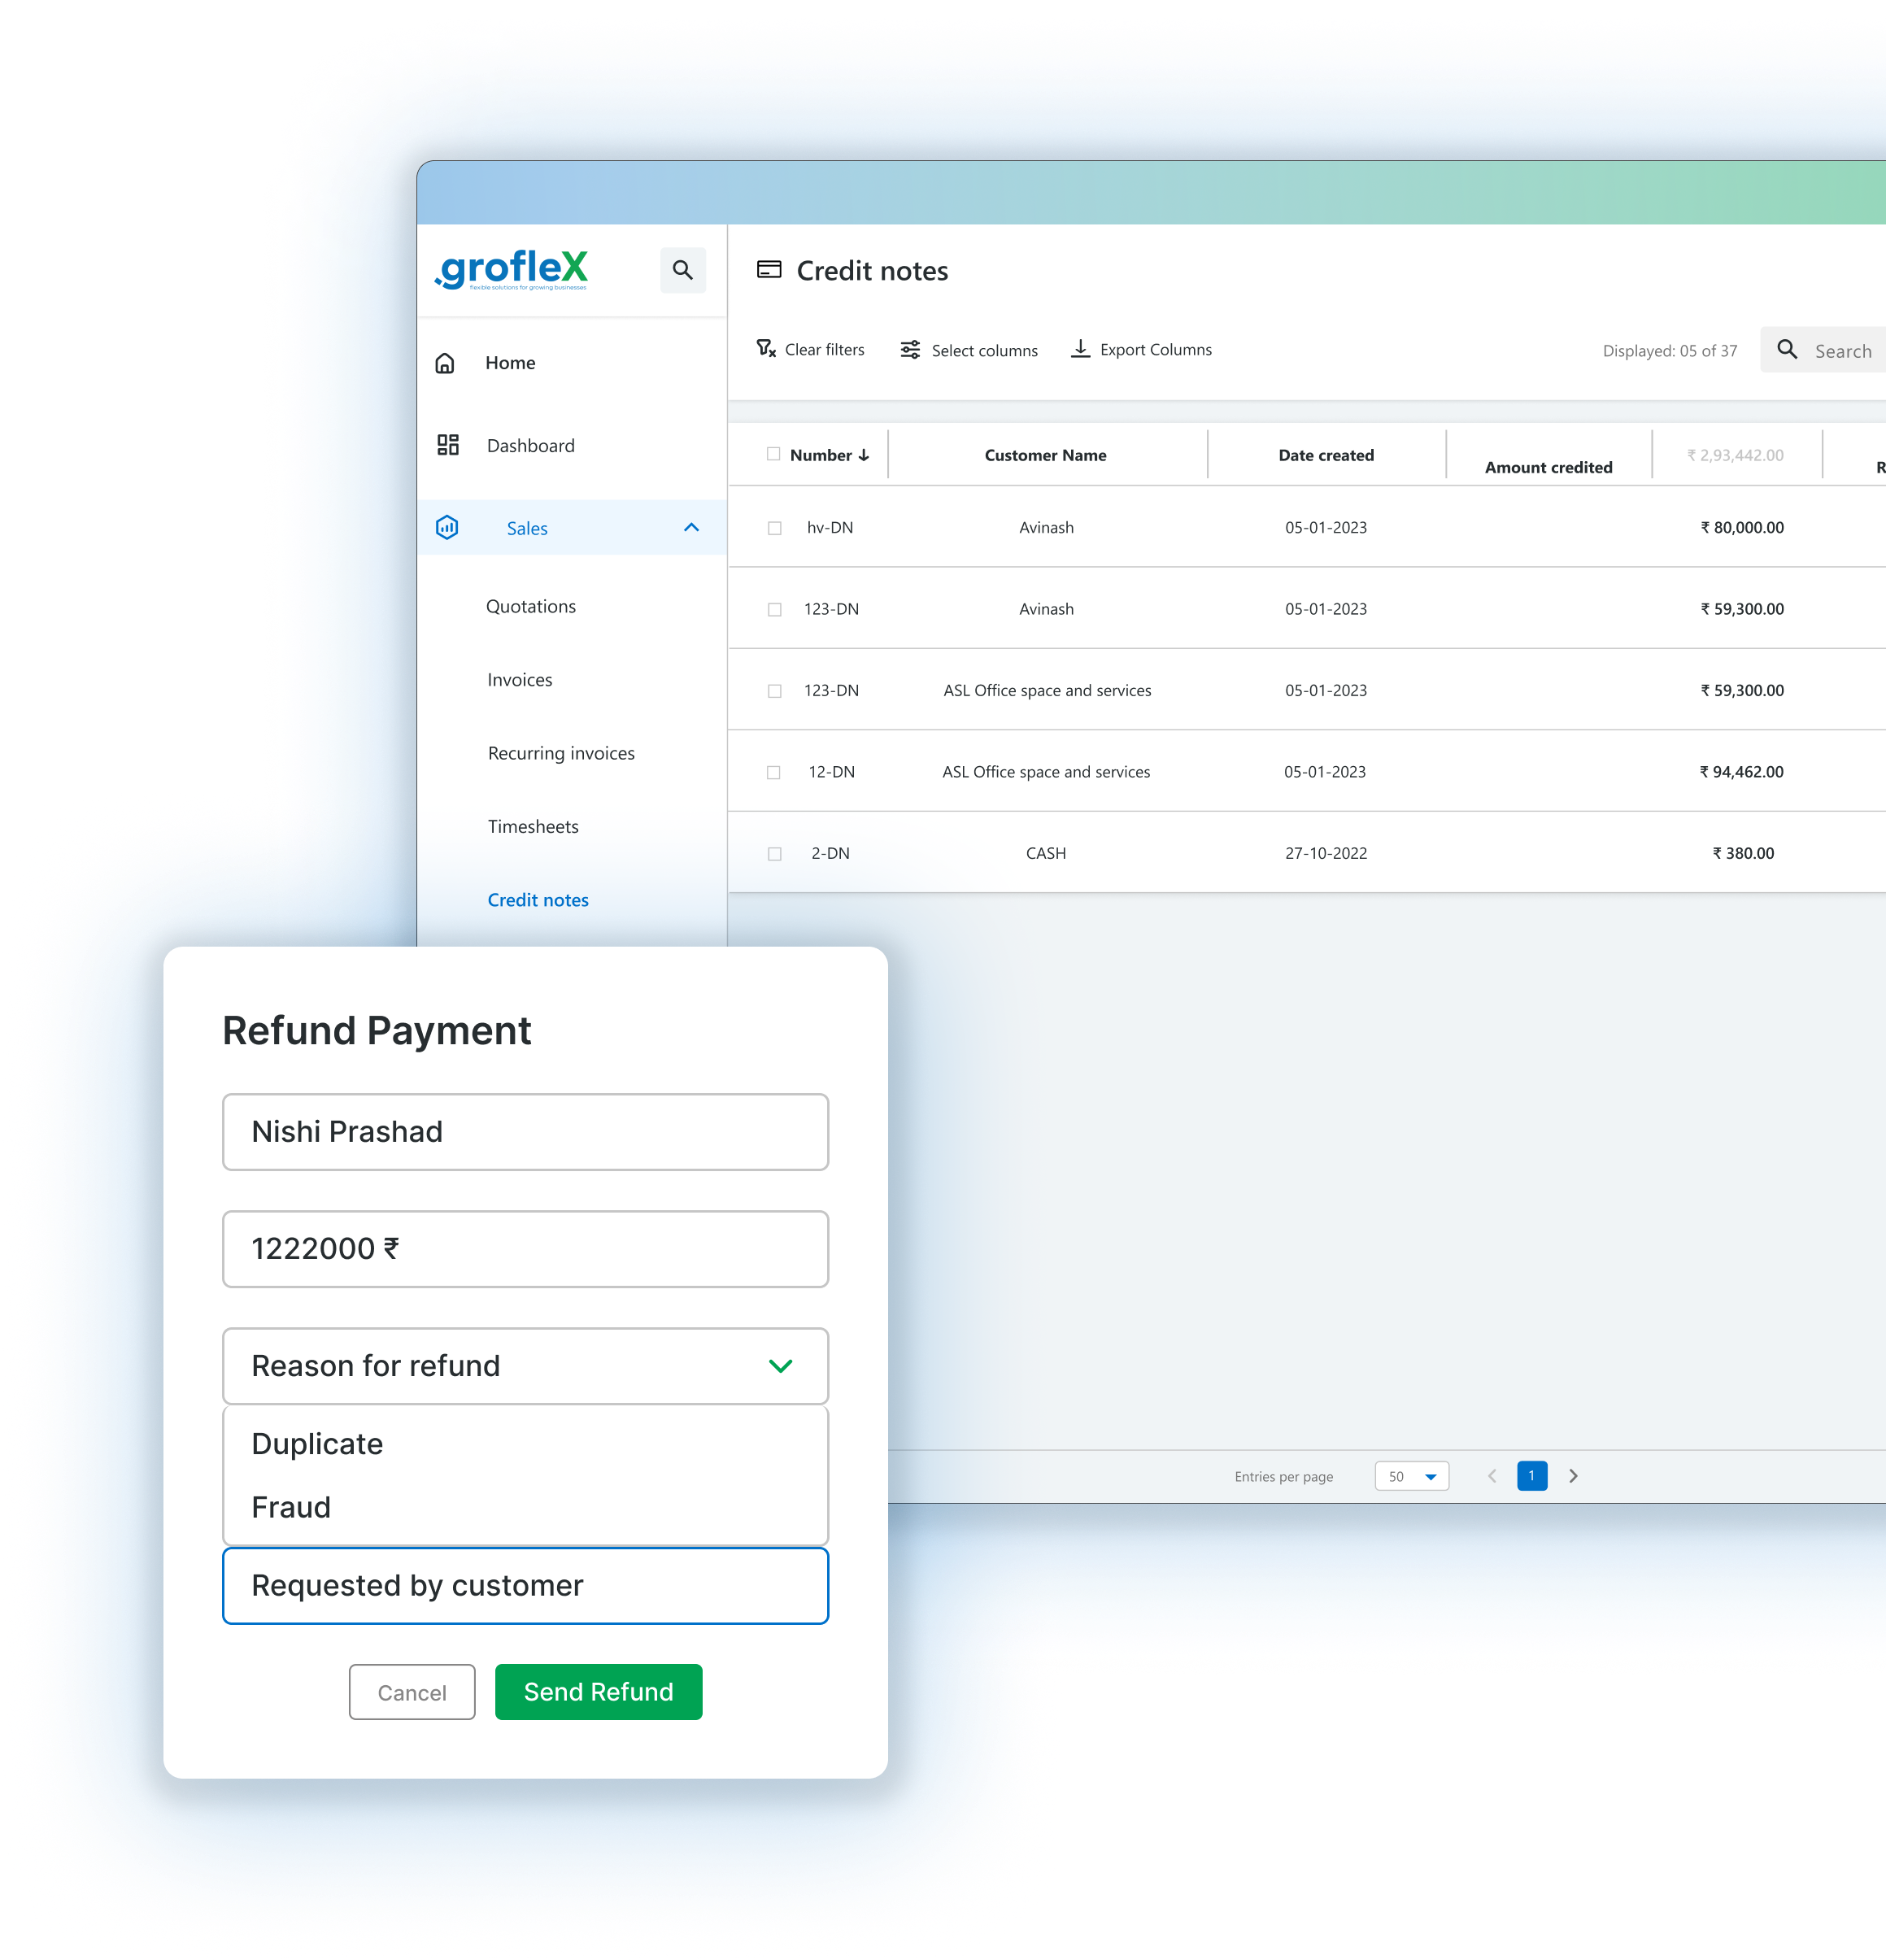 .groflex
flexible solutions for growing businesses
Credit notes
Clear filters Select columns Export Columns Displayed: 05 of 37 Search
Home
Dashboard
Sales
Quotations
Invoices
Recurring invoices
Timesheets
Credit notes
Number Customer Name Date created Amount credited ₹ 2,93,442.00 R
hv-DN Avinash 05-01-2023 ₹ 80,000.00
123-DN Avinash 05-01-2023 ₹ 59,300.00
123-DN ASL Office space and services 05-01-2023 ₹ 59,300.00
12-DN ASL Office space and services 05-01-2023 ₹ 94,462.00
2-DN CASH 27-10-2022 ₹ 380.00
Entries per page 50 1
Refund Payment
Nishi Prashad
1222000 ₹
Reason for refund
Duplicate
Fraud
Requested by customer
Cancel Send Refund